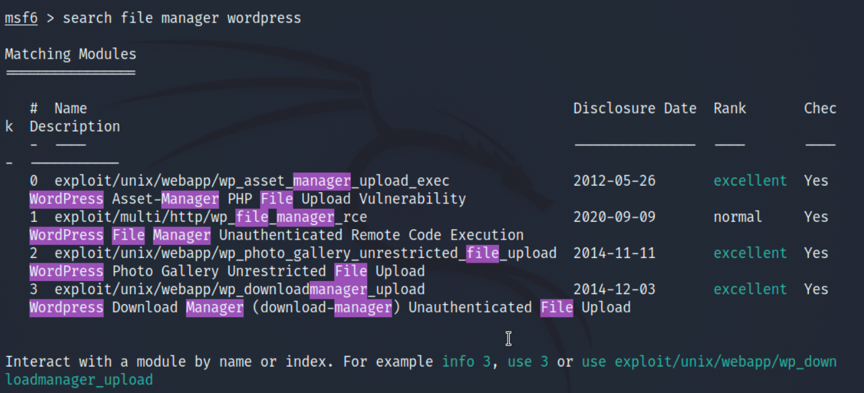 msf6 > search file manager wordpress
Matching Modules
================
# Name Disclosure Date Rank Chec
k Description
- ---- --------------- ---- ----
- -----------
0 exploit/unix/webapp/wp_asset_manager_upload_exec 2012-05-26 excellent Yes
WordPress Asset-Manager PHP File Upload Vulnerability
1 exploit/multi/http/wp_file_manager_rce 2020-09-09 normal Yes
WordPress File Manager Unauthenticated Remote Code Execution
2 exploit/unix/webapp/wp_photo_gallery_unrestricted_file_upload 2014-11-11 excellent Yes
WordPress Photo Gallery Unrestricted File Upload
3 exploit/unix/webapp/wp_downloadmanager_upload 2014-12-03 excellent Yes
Wordpress Download Manager (download-manager) Unauthenticated File Upload
Interact with a module by name or index. For example info 3, use 3 or use exploit/unix/webapp/wp_down
loadmanager_upload